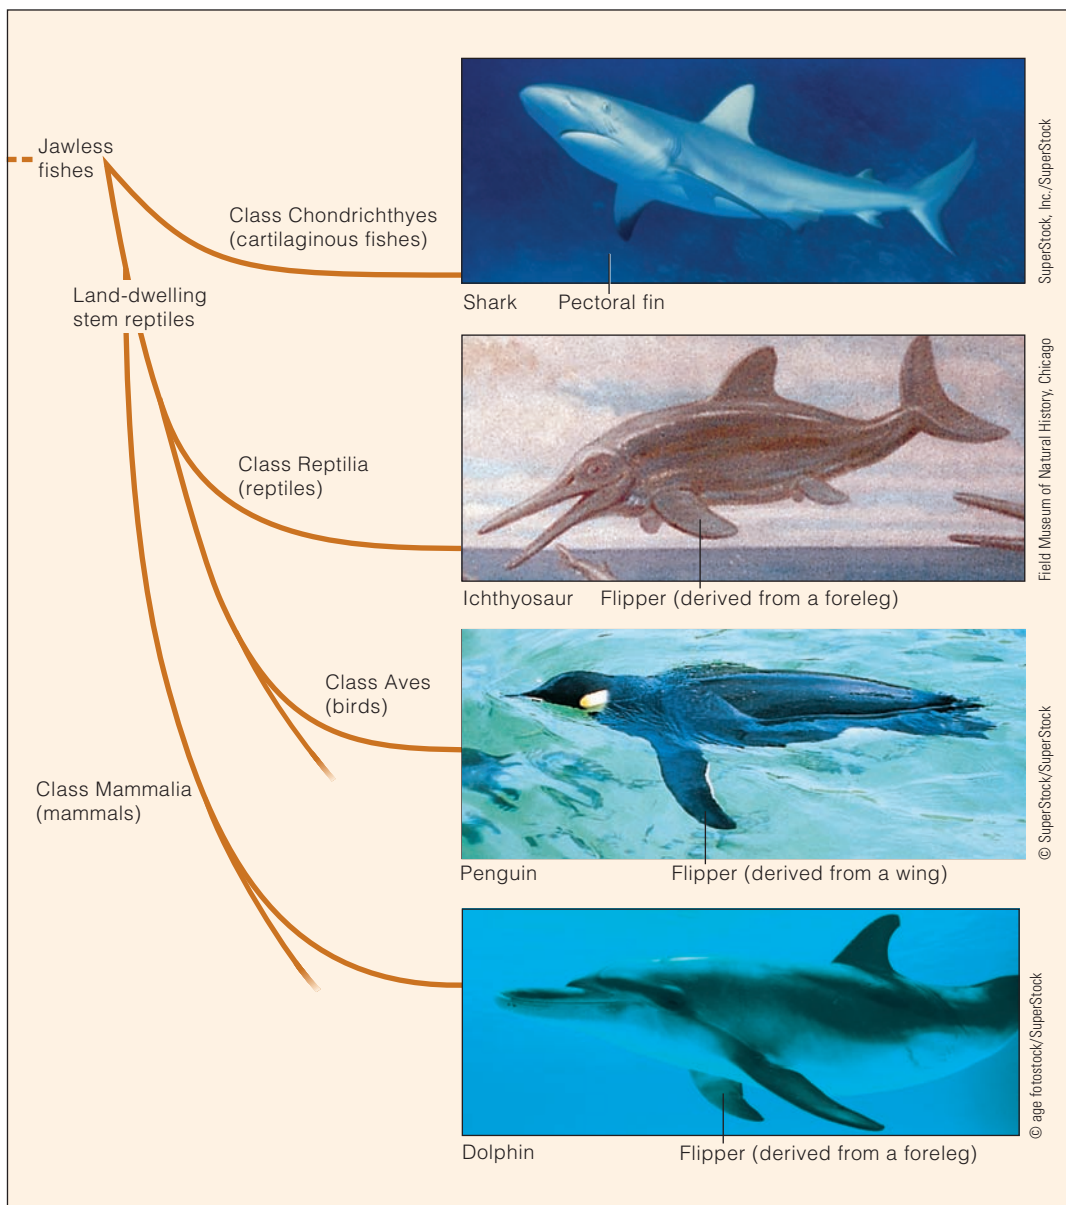 Jawless
fishes
Class Chondrichthyes
(cartilaginous fishes)
SuperStock, Inc./SuperStock
Shark Pectoral fin
Land-dwelling
stem reptiles
Class Reptilia
(reptiles)
Field Museum of Natural History, Chicago
Ichthyosaur Flipper (derived from a foreleg)
Class Aves
(birds)
© SuperStock/SuperStock
Penguin Flipper (derived from a wing)
Class Mammalia
(mammals)
© age fotostock/SuperStock
Dolphin Flipper (derived from a foreleg)